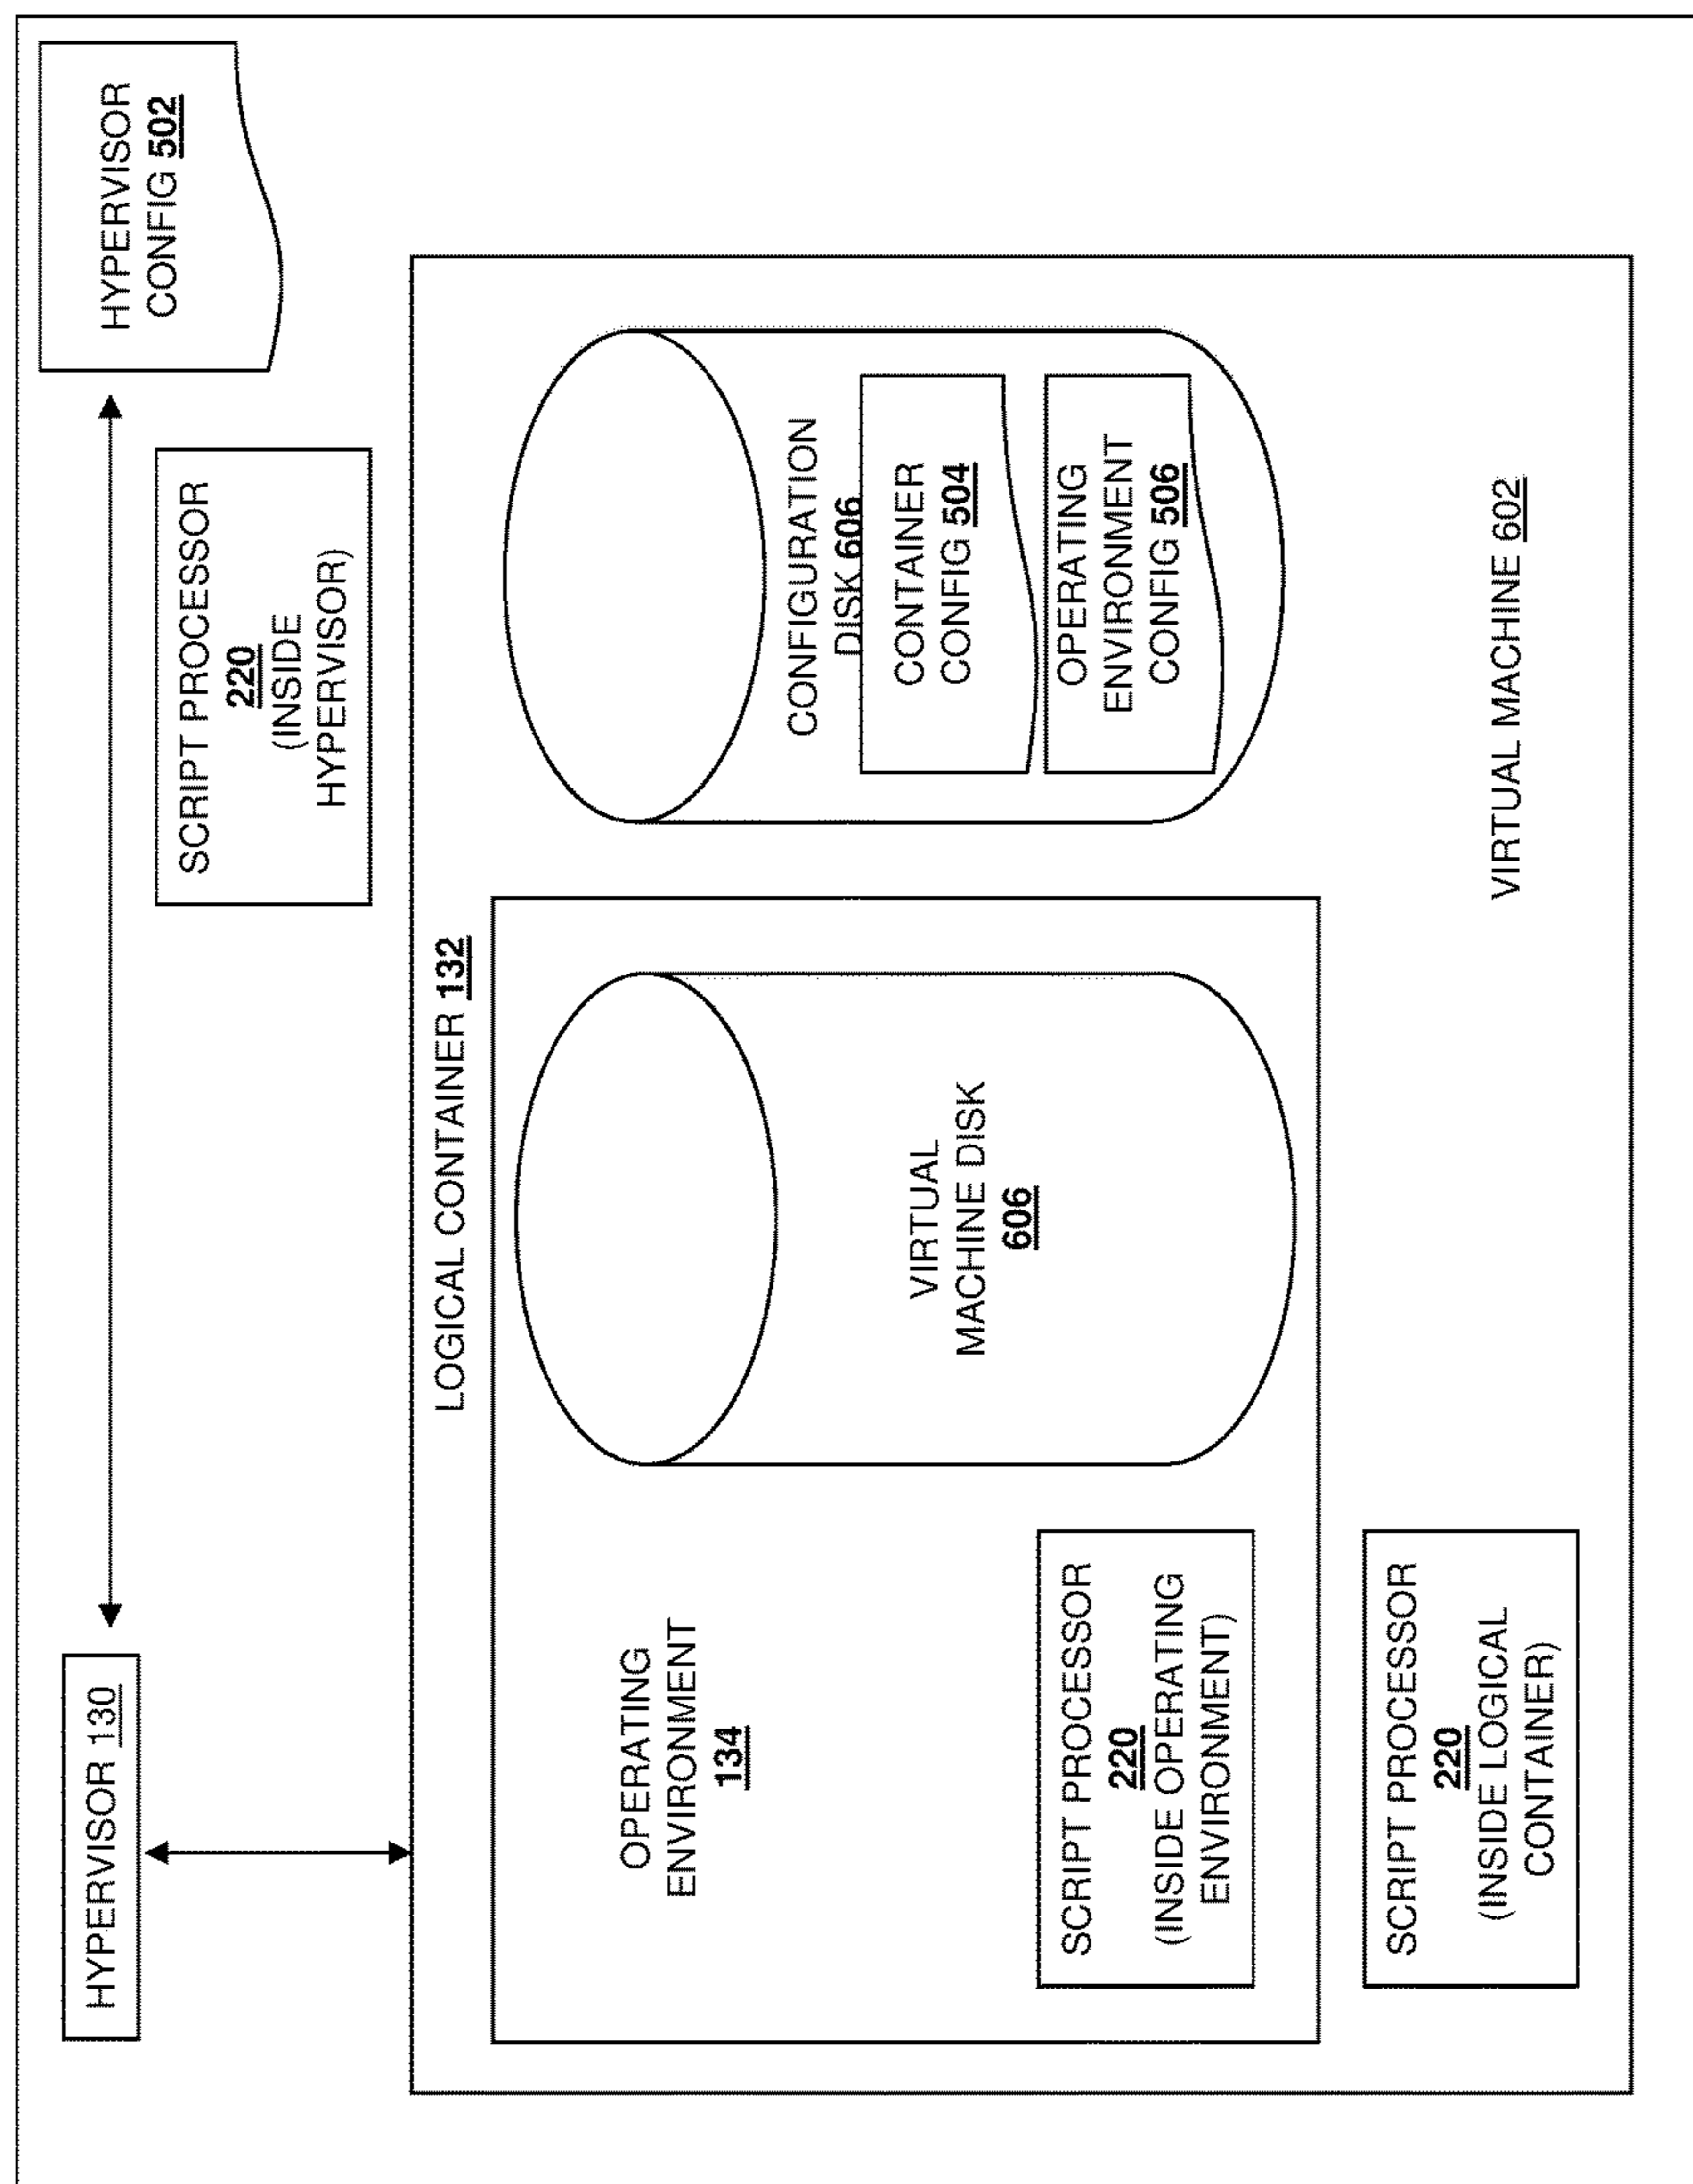 HYPERVISOR 130
HYPERVISOR
CONFIG 502
SCRIPT PROCESSOR
220
(INSIDE
HYPERVISOR)
LOGICAL CONTAINER 132
OPERATING
ENVIRONMENT
134
VIRTUAL
MACHINE DISK
606
CONFIGURATION
DISK 606
CONTAINER
CONFIG 504
OPERATING
ENVIRONMENT
CONFIG 506
SCRIPT PROCESSOR
220
(INSIDE OPERATING
ENVIRONMENT)
SCRIPT PROCESSOR
220
(INSIDE LOGICAL
CONTAINER)
VIRTUAL MACHINE 602